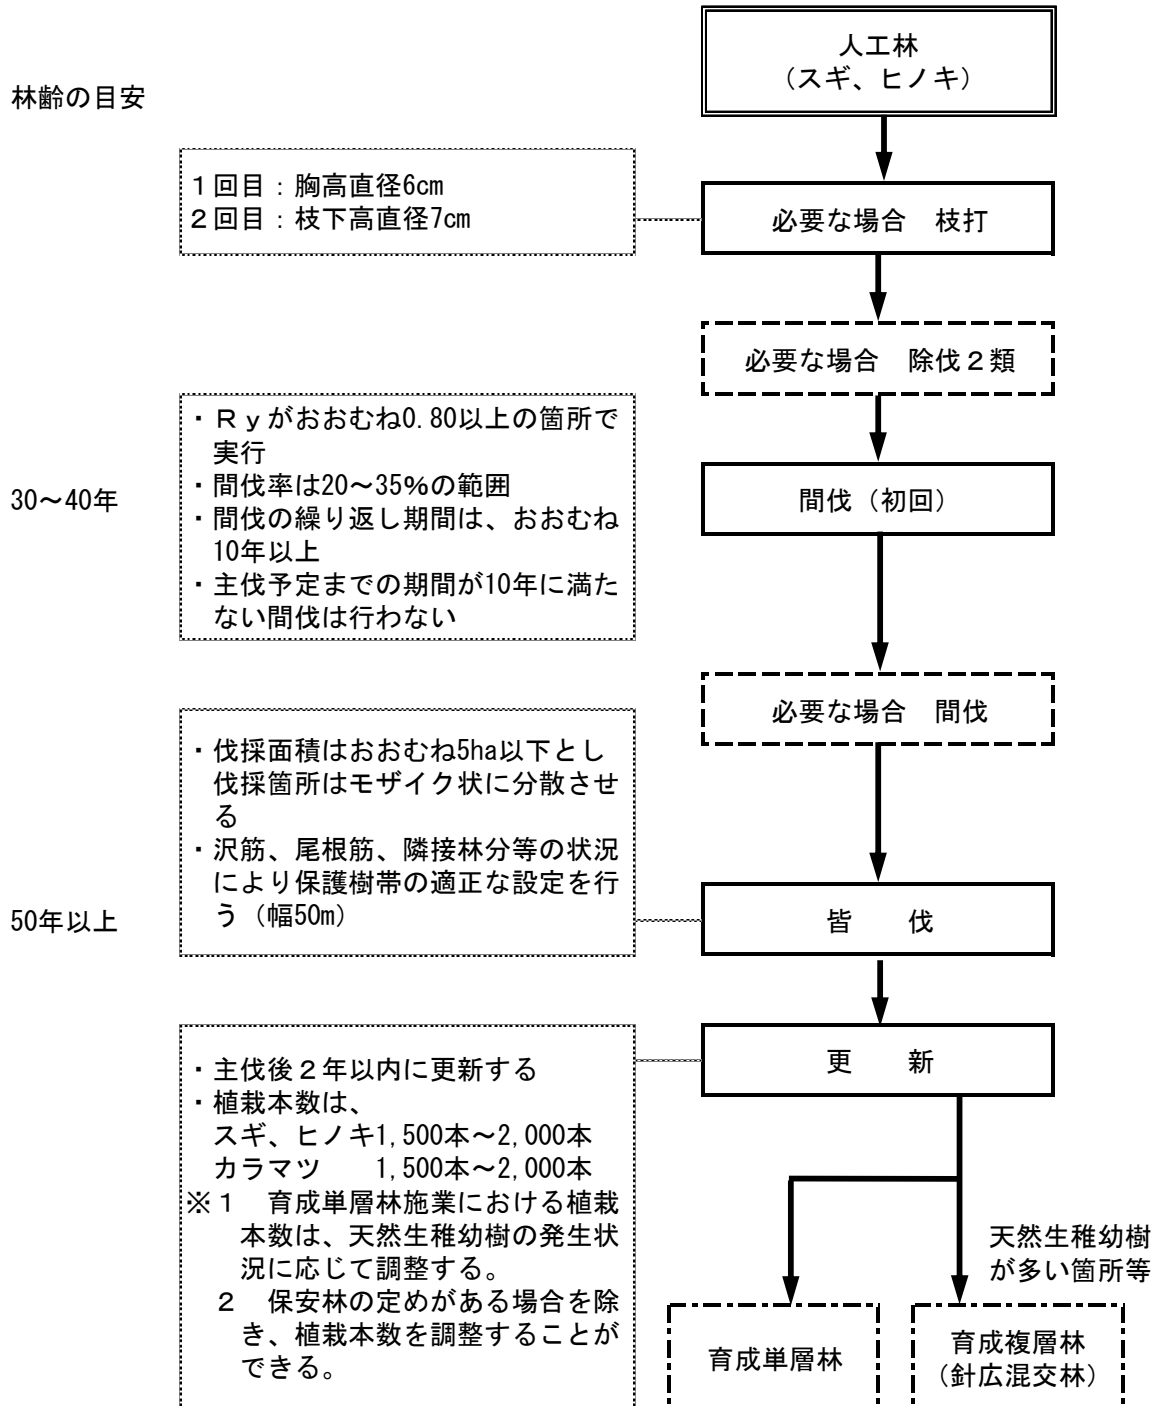 人工林
（スギ、ヒノキ）
林齢の目安
１回目：胸高直径6cm
２回目：枝下高直径7cm
必要な場合　枝打
必要な場合　除伐２類
・Ｒｙがおおむね0.80以上の箇所で
実行
・間伐率は20～35%の範囲
・間伐の繰り返し期間は、おおむね
10年以上
・主伐予定までの期間が10年に満た
ない間伐は行わない
30～40年
間伐（初回）
必要な場合　間伐
・伐採面積はおおむね5ha以下とし
伐採箇所はモザイク状に分散させ
る
・沢筋、尾根筋、隣接林分等の状況
により保護樹帯の適正な設定を行
う（幅50m）
50年以上
皆　　伐
更　　新
・主伐後２年以内に更新する
・植栽本数は、
スギ、ヒノキ1,500本～2,000本
カラマツ　　1,500本～2,000本
※１　育成単層林施業における植栽
本数は、天然生稚幼樹の発生状
況に応じて調整する。
２　保安林の定めがある場合を除
き、植栽本数を調整することが
できる。
天然生稚幼樹
が多い箇所等
育成単層林
育成複層林
（針広混交林）